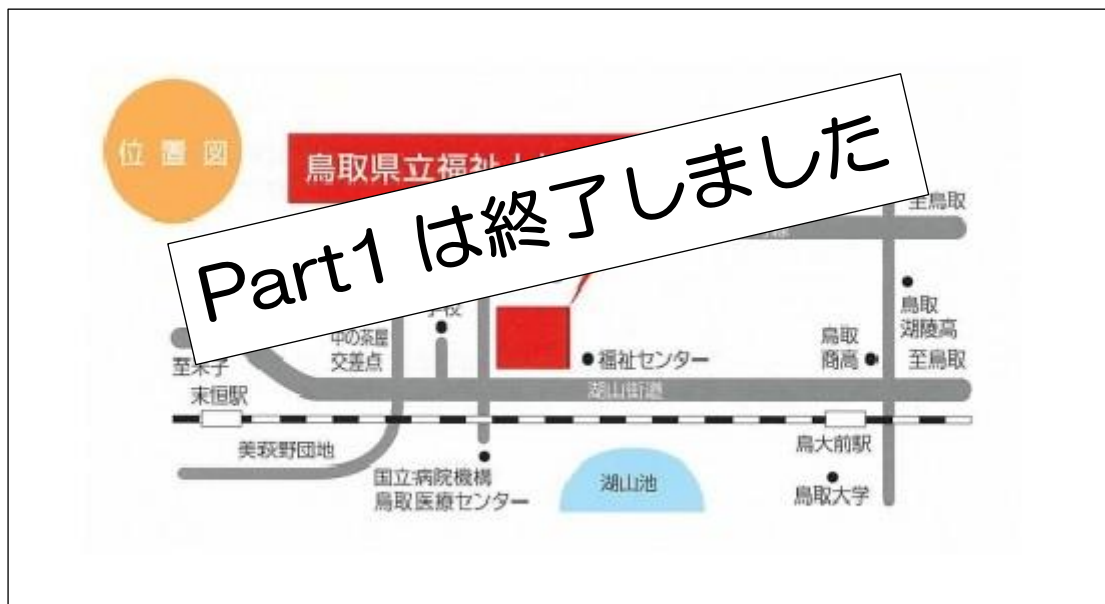 位置図
鳥取県立福祉人
Part1 は終了しました
至鳥取
鳥取
湖陵高
鳥取
商高
至鳥取
中の茶屋
交差点
福祉センター
至米子
末恒駅
湖山街道
美萩野団地
鳥大前駅
国立病院機構
鳥取医療センター
湖山池
鳥取大学